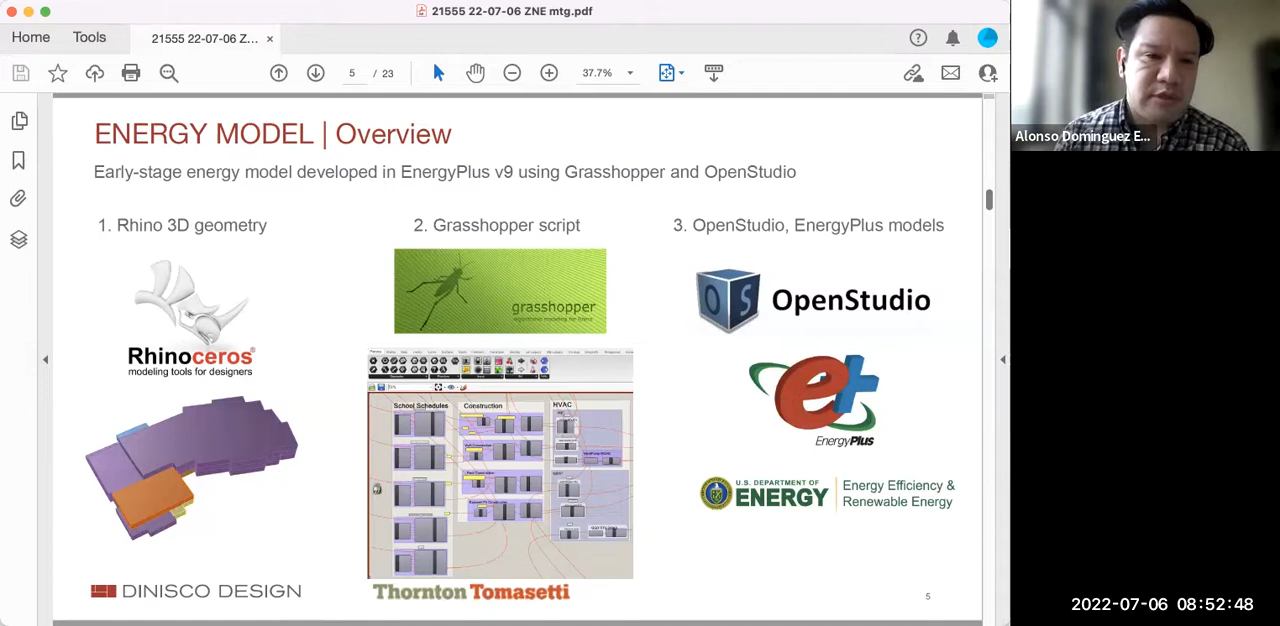 21555 22-07-06 ZNE mtg.pdf
Home
Tools
21555 22-07-06 Z... ×
5 / 23
37.7%
ENERGY MODEL | Overview
Early-stage energy model developed in EnergyPlus v9 using Grasshopper and OpenStudio
1. Rhino 3D geometry
2. Grasshopper script
3. OpenStudio, EnergyPlus models
Rhinoceros®
modeling tools for designers
grasshopper
School Schedules
Construction
HVAC
OS OpenStudio
e+
EnergyPlus
U.S. DEPARTMENT OF
ENERGY
Energy Efficiency &
Renewable Energy
DINISCO DESIGN
Thornton Tomasetti
5
Alonso Dominguez E...
2022-07-06 08:52:48